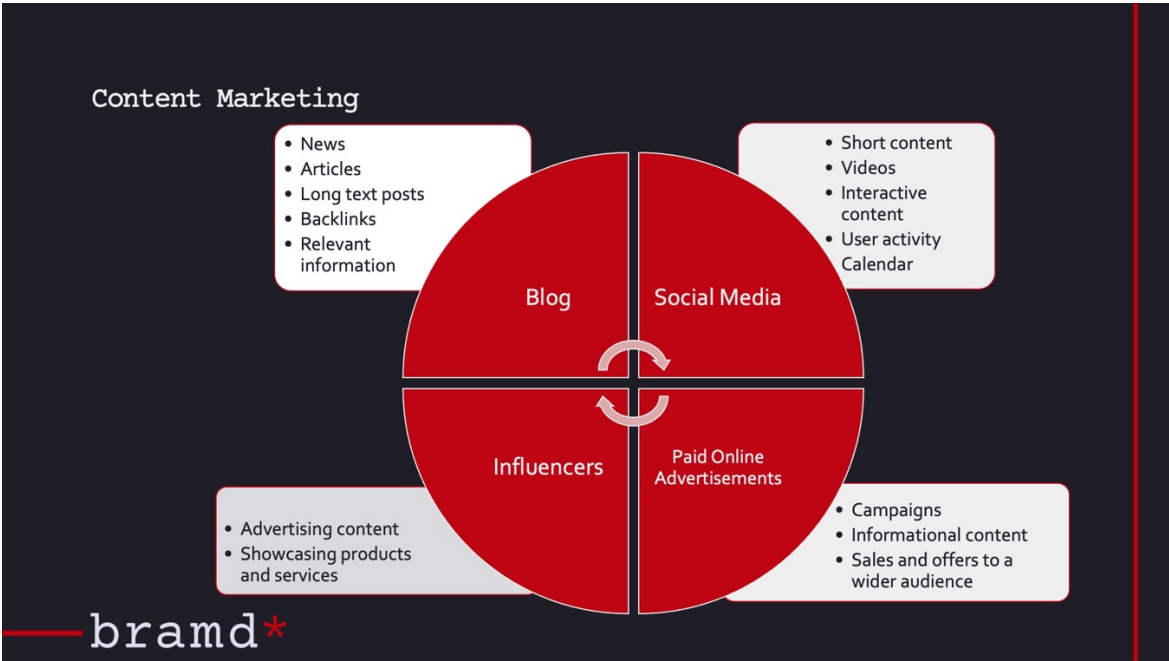 Content Marketing
• News
• Articles
• Long text posts
• Backlinks
• Relevant
information
• Short content
• Videos
• Interactive
content
• User activity
Calendar
Blog
Social Media
Influencers
Paid Online
Advertisements
• Advertising content
• Showcasing products
and services
• Campaigns
• Informational content
• Sales and offers to a
wider audience
bramd*